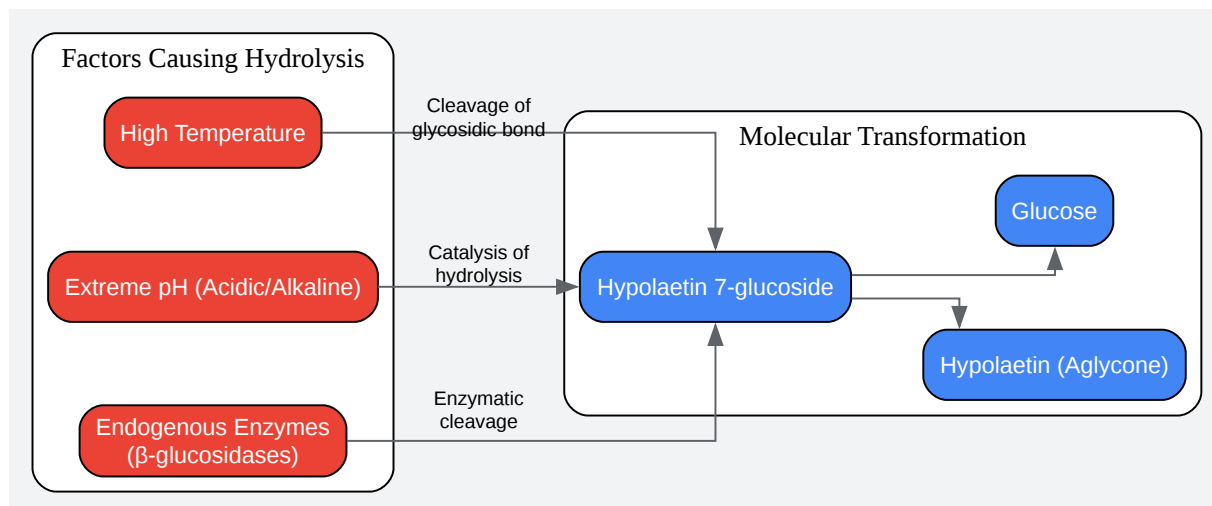 Factors Causing Hydrolysis
High Temperature
Extreme pH (Acidic/Alkaline)
Endogenous Enzymes
(β-glucosidases)
Cleavage of
glycosidic bond
Catalysis of
hydrolysis
Enzymatic
cleavage
Molecular Transformation
Hypolaetin 7-glucoside
Glucose
Hypolaetin (Aglycone)